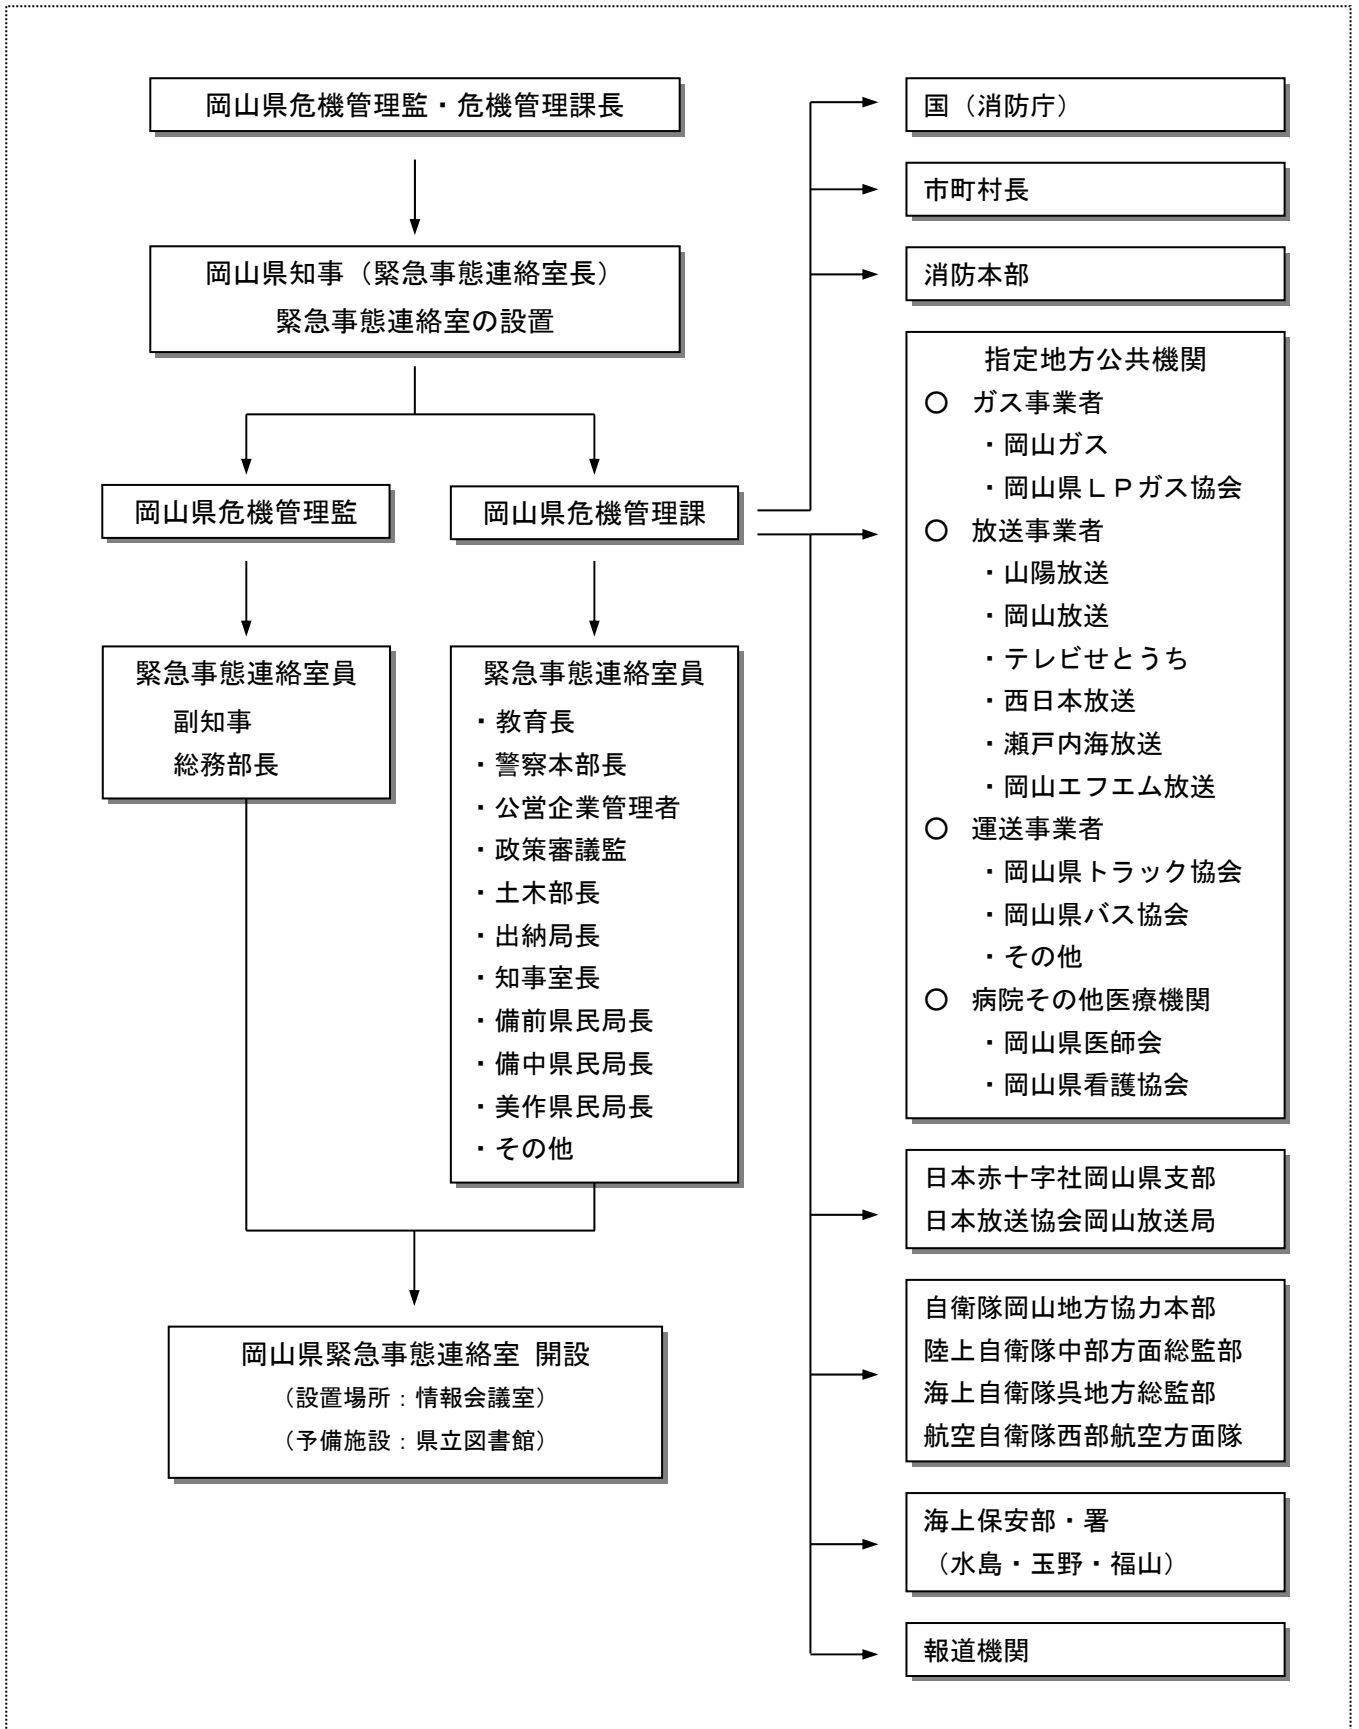 岡山県危機管理監・危機管理課長
岡山県知事（緊急事態連絡室長）
緊急事態連絡室の設置
岡山県危機管理監
岡山県危機管理課
緊急事態連絡室員
副知事
総務部長
緊急事態連絡室員
・教育長
・警察本部長
・公営企業管理者
・政策審議監
・土木部長
・出納局長
・知事室長
・備前県民局長
・備中県民局長
・美作県民局長
・その他
岡山県緊急事態連絡室 開設
（設置場所：情報会議室）
（予備施設：県立図書館）
国（消防庁）
市町村長
消防本部
指定地方公共機関
○ ガス事業者
・岡山ガス
・岡山県ＬＰガス協会
○ 放送事業者
・山陽放送
・岡山放送
・テレビせとうち
・西日本放送
・瀬戸内海放送
・岡山エフエム放送
○ 運送事業者
・岡山県トラック協会
・岡山県バス協会
・その他
○ 病院その他医療機関
・岡山県医師会
・岡山県看護協会
日本赤十字社岡山県支部
日本放送協会岡山放送局
自衛隊岡山地方協力本部
陸上自衛隊中部方面総監部
海上自衛隊呉地方総監部
航空自衛隊西部航空方面隊
海上保安部・署
（水島・玉野・福山）
報道機関